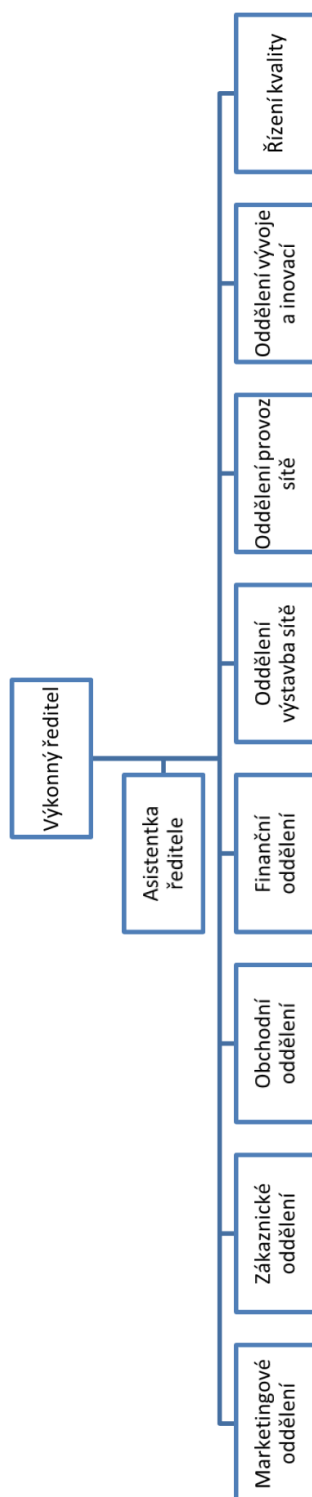 Výkonný ředitel
Asistentka
ředitele
Marketingové
oddělení
Zákaznické
oddělení
Obchodní
oddělení
Finanční
oddělení
Oddělení
výstavba sítě
Oddělení provoz
sítě
Oddělení vývoje
a inovací
Řízení kvality